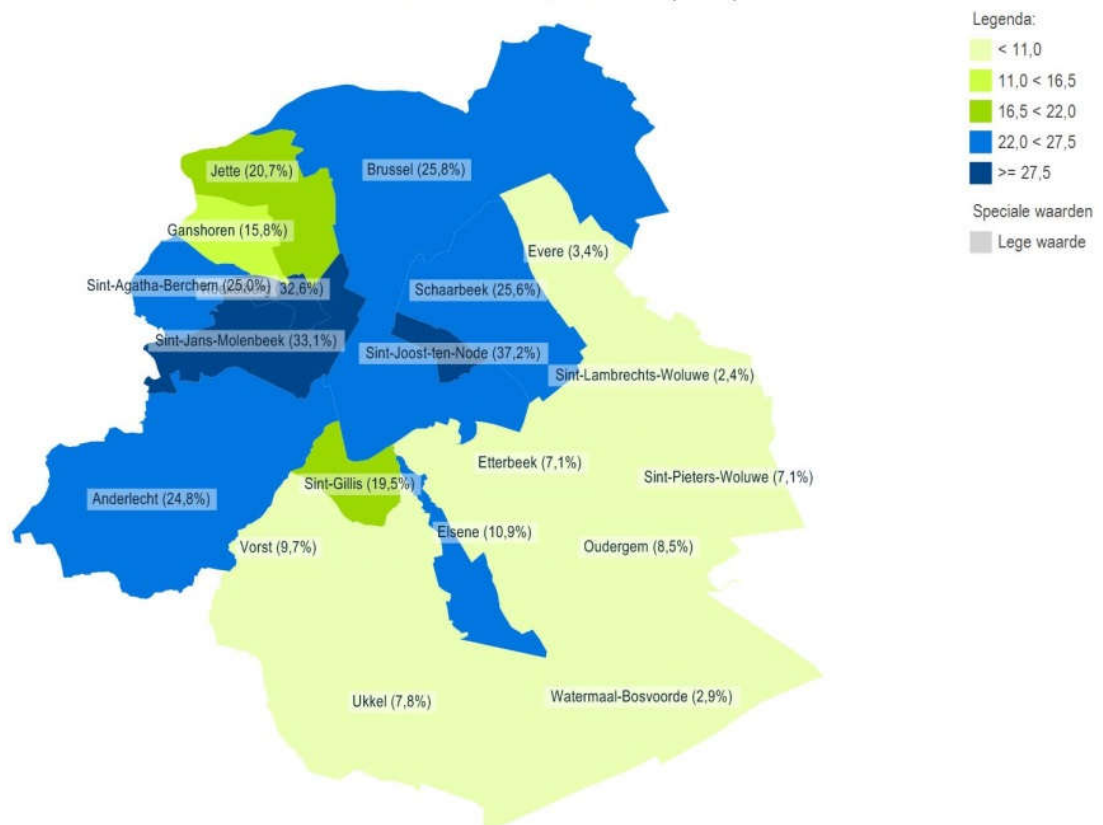 Legenda:
< 11,0
11,0 < 16,5
16,5 < 22,0
22,0 < 27,5
>= 27,5
Speciale waarden
Lege waarde
Jette (20,7%)
Brussel (25,8%)
Ganshoren (15,8%)
Evere (3,4%)
Sint-Agatha-Berchem (25,0%)
32,6%)
Schaarbeek (25,6%)
Sint-Jans-Molenbeek (33,1%)
Sint-Joost-ten-Node (37,2%)
Sint-Lambrechts-Woluwe (2,4%)
Etterbeek (7,1%)
Sint-Pieters-Woluwe (7,1%)
Sint-Gillis (19,5%)
Anderlecht (24,8%)
Elsene (10,9%)
Vorst (9,7%)
Oudergem (8,5%)
Ukkel (7,8%)
Watermaal-Bosvoorde (2,9%)